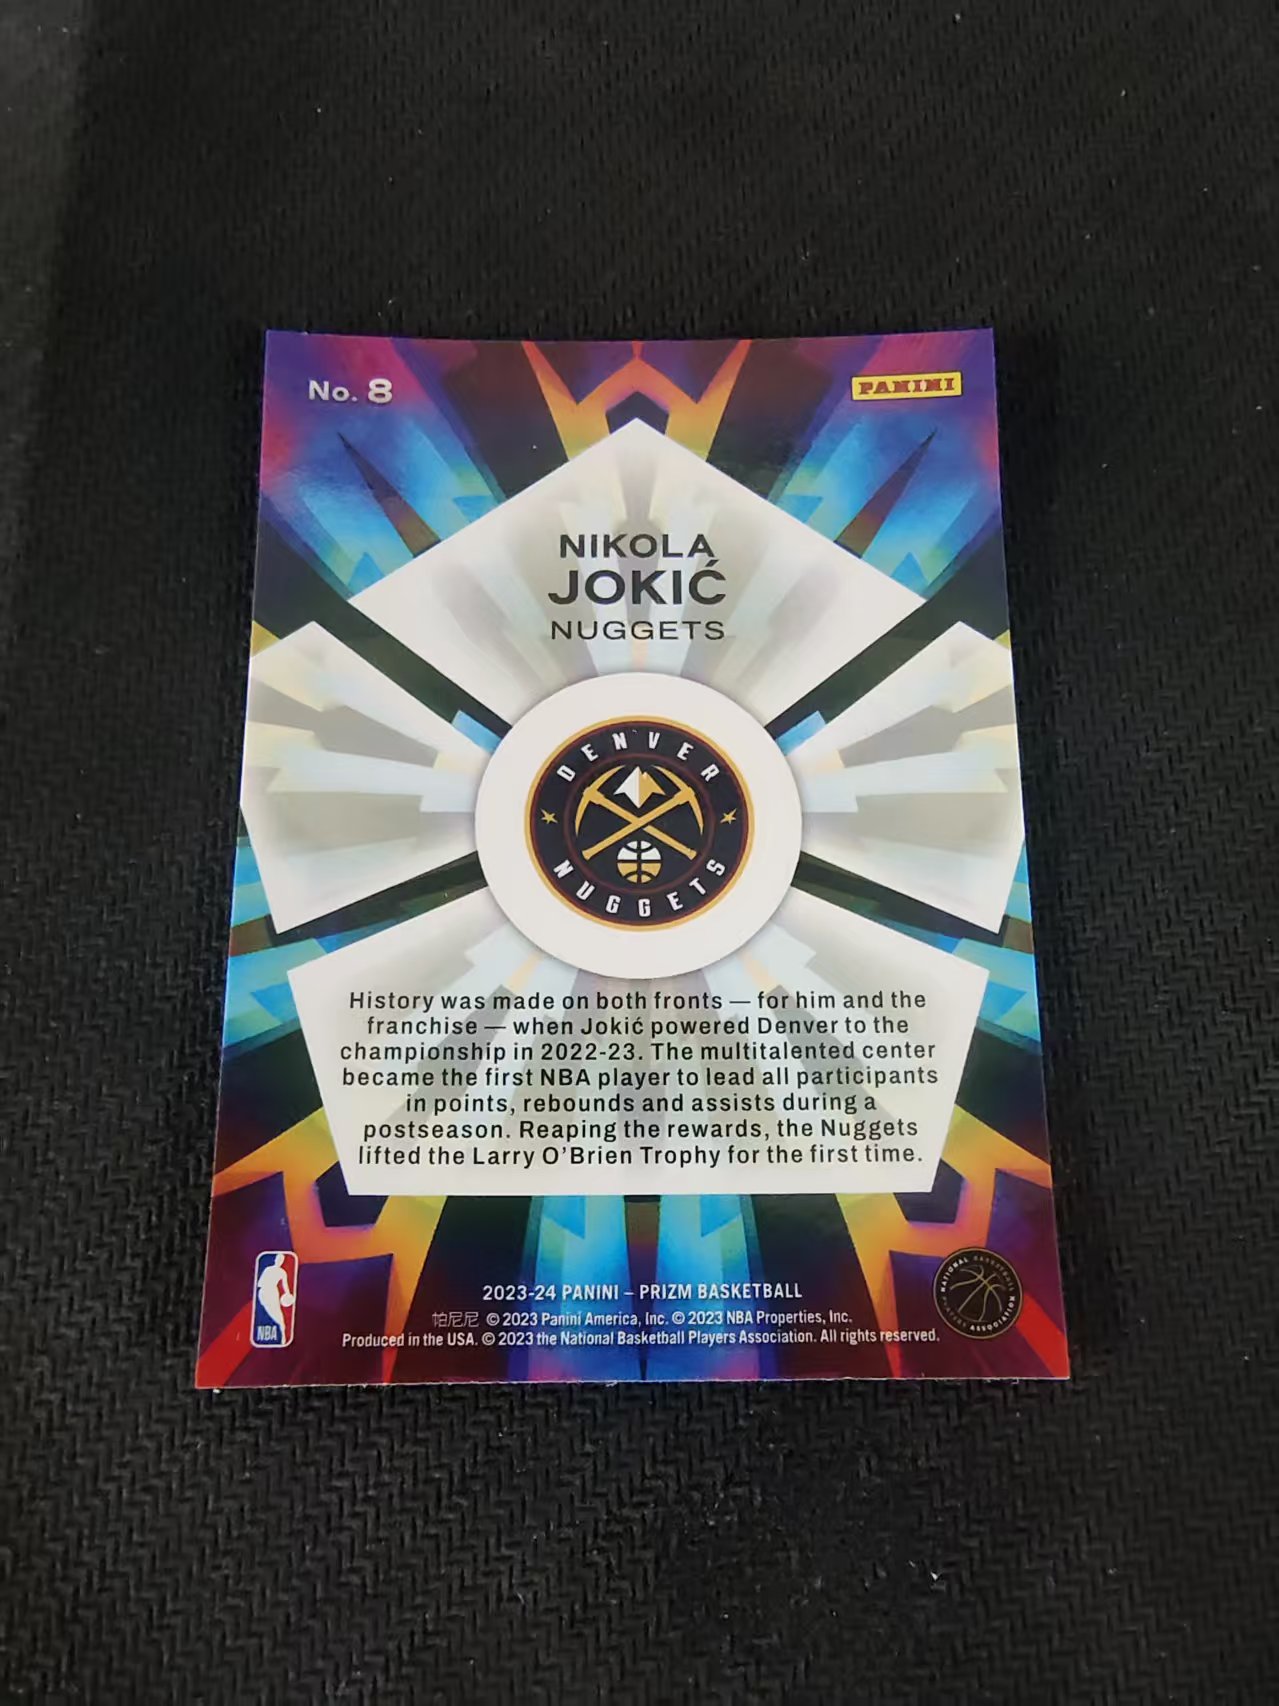 No. 8
PANINI
NIKOLA
JOKIĆ
NUGGETS
DENVER
NUGGETS
History was made on both fronts — for him and the
franchise — when Jokić powered Denver to the
championship in 2022-23. The multitalented center
became the first NBA player to lead all participants
in points, rebounds and assists during a
postseason. Reaping the rewards, the Nuggets
lifted the Larry O’Brien Trophy for the first time.
2023-24 PANINI – PRIZM BASKETBALL
帕尼尼 © 2023 Panini America, Inc. © 2023 NBA Properties, Inc.
Produced in the USA. © 2023 the National Basketball Players Association. All rights reserved.
NBA
NATIONAL BASKETBALL PLAYERS ASSOCIATION